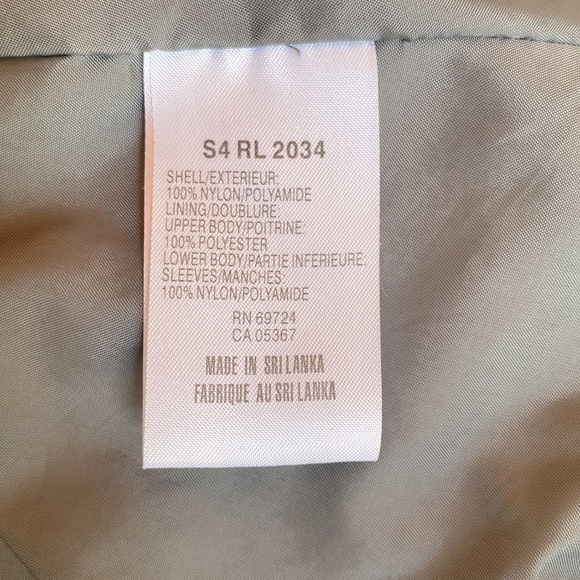 S4 RL 2034
SHELL/EXTERIEUR:
100% NYLON/POLYAMIDE
LINING/DOUBLURE:
UPPER BODY/POITRINE:
100% POLYESTER
LOWER BODY/PARTIE INFERIEURE:
SLEEVES/MANCHES:
100% NYLON/POLYAMIDE
RN 69724
CA 05367
MADE IN SRI LANKA
FABRIQUE AU SRI LANKA